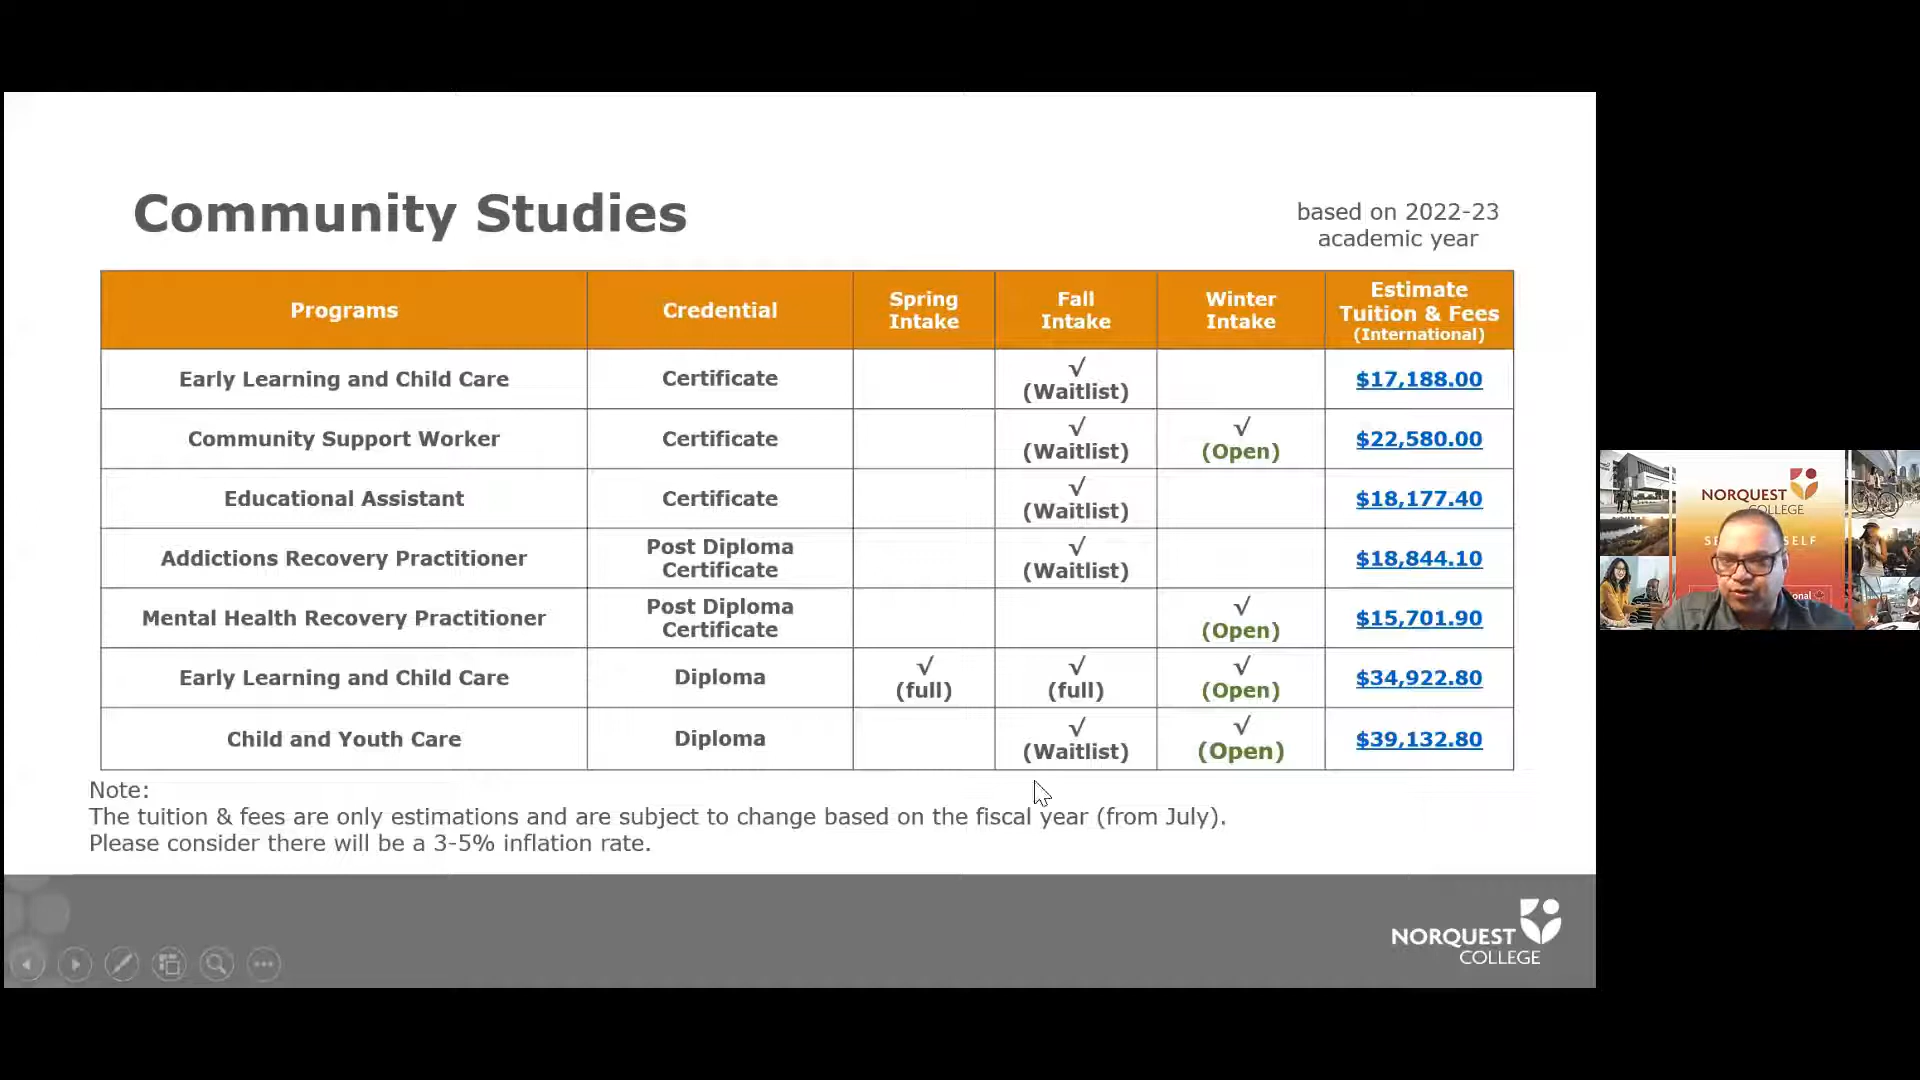 Community Studies
based on 2022-23
academic year
Programs
Credential
Spring
Intake
Fall
Intake
Winter
Intake
Estimate
Tuition & Fees
(International)
Early Learning and Child Care
Certificate
√
(Waitlist)
$17,188.00
Community Support Worker
Certificate
√
(Waitlist)
√
(Open)
$22,580.00
Educational Assistant
Certificate
√
(Waitlist)
$18,177.40
Addictions Recovery Practitioner
Post Diploma
Certificate
√
(Waitlist)
$18,844.10
Mental Health Recovery Practitioner
Post Diploma
Certificate
√
(Open)
$15,701.90
Early Learning and Child Care
Diploma
√
(full)
√
(full)
√
(Open)
$34,922.80
Child and Youth Care
Diploma
√
(Waitlist)
√
(Open)
$39,132.80
Note:
The tuition & fees are only estimations and are subject to change based on the fiscal year (from July).
Please consider there will be a 3-5% inflation rate.
NORQUEST
COLLEGE
NORQUEST
COLLEGE